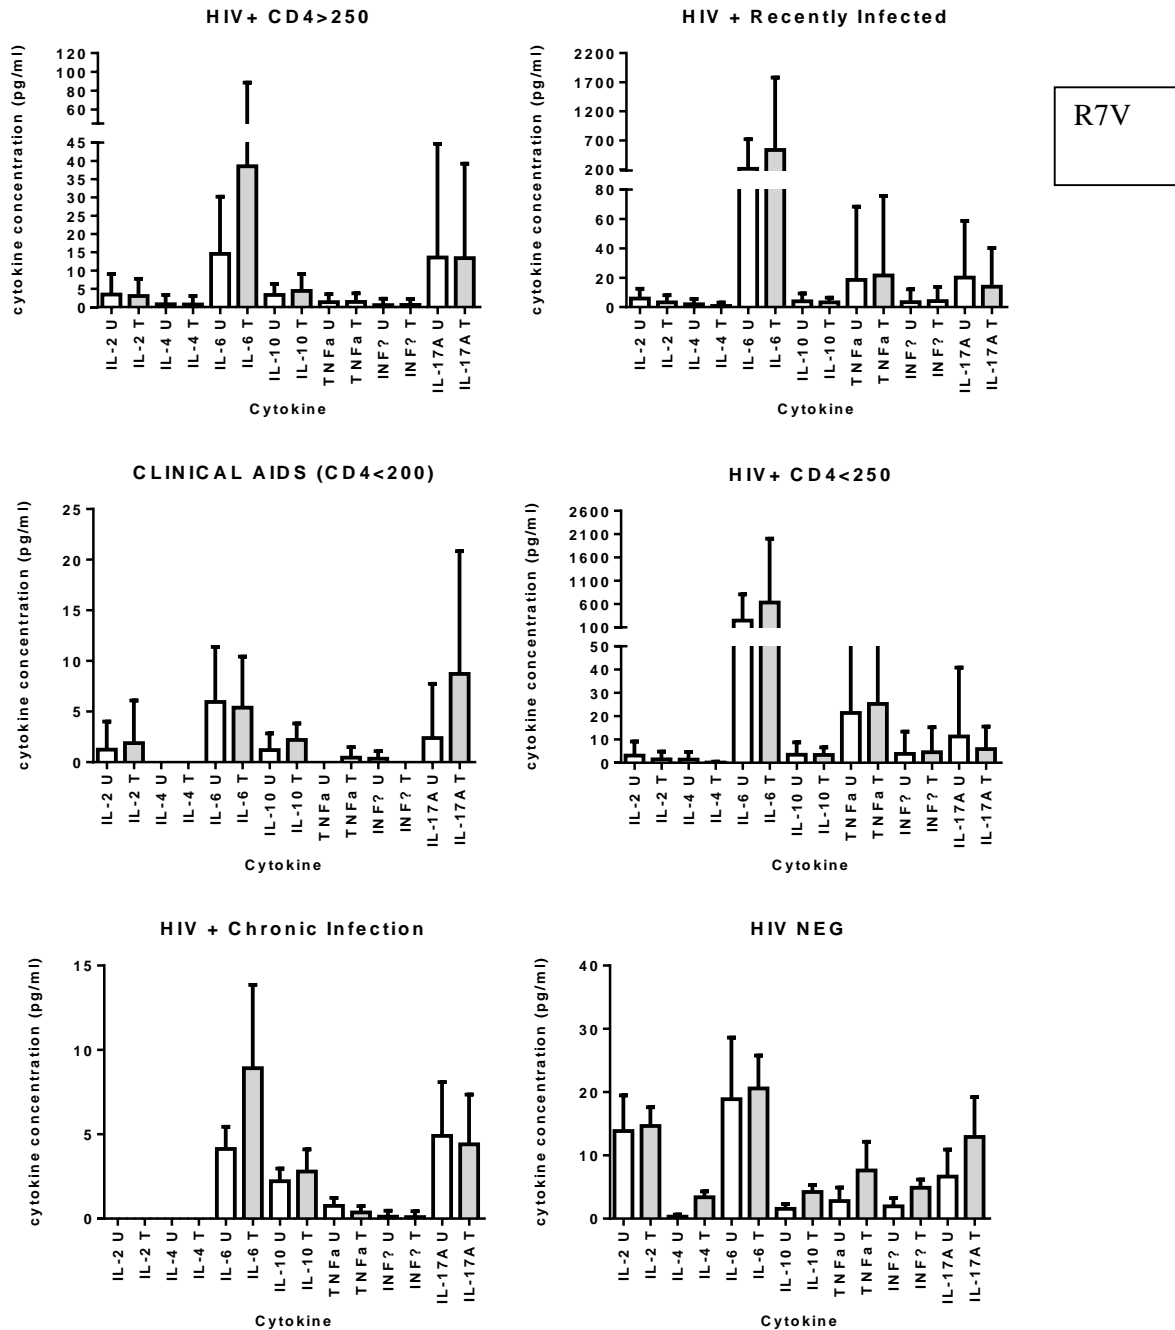 HIV+ CD4>250
cytokine concentration (pg/ml)
120
100
80
60
45
35
30
25
20
15
10
5
0
IL-2 U
IL-2 T
IL-4 U
IL-4 T
IL-6 U
IL-6 T
IL-10 U
IL-10 T
TNFa U
TNFa T
INF? U
INF? T
IL-17A U
IL-17A T
Cytokine
HIV + Recently Infected
cytokine concentration (pg/ml)
2200
1700
1200
700
200
80
60
40
20
0
IL-2 U
IL-2 T
IL-4 U
IL-4 T
IL-6 U
IL-6 T
IL-10 U
IL-10 T
TNFa U
TNFa T
INF? U
INF? T
IL-17A U
IL-17A T
Cytokine
R7V
CLINICAL AIDS (CD4<200)
cytokine concentration (pg/ml)
25
20
15
10
5
0
IL-2 U
IL-2 T
IL-4 U
IL-4 T
IL-6 U
IL-6 T
IL-10 U
IL-10 T
TNFa U
TNFa T
INF? U
INF? T
IL-17A U
IL-17A T
Cytokine
HIV+ CD4<250
cytokine concentration (pg/ml)
2600
2100
1600
1100
600
100
50
40
30
20
10
0
IL-2 U
IL-2 T
IL-4 U
IL-4 T
IL-6 U
IL-6 T
IL-10 U
IL-10 T
TNFa U
TNFa T
INF? U
INF? T
IL-17A U
IL-17A T
Cytokine
HIV + Chronic Infection
cytokine concentration (pg/ml)
15
10
5
0
IL-2 U
IL-2 T
IL-4 U
IL-4 T
IL-6 U
IL-6 T
IL-10 U
IL-10 T
TNFa U
TNFa T
INF? U
INF? T
IL-17A U
IL-17A T
Cytokine
HIV NEG
cytokine concentration (pg/ml)
40
30
20
10
0
IL-2 U
IL-2 T
IL-4 U
IL-4 T
IL-6 U
IL-6 T
IL-10 U
IL-10 T
TNFa U
TNFa T
INF? U
INF? T
IL-17A U
IL-17A T
Cytokine